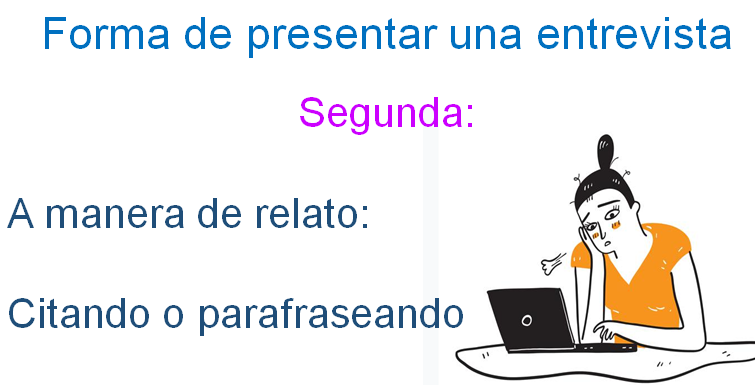 Forma de presentar una entrevista
Segunda:
A manera de relato:
Citando o parafraseando